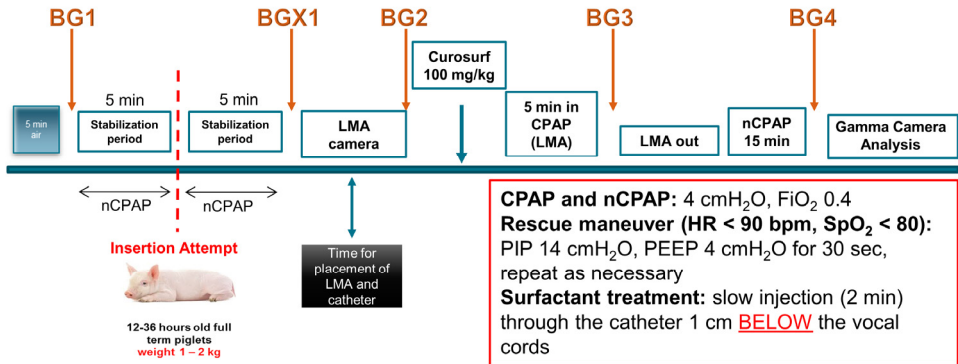 BG1
BGX1
BG2
BG3
BG4
Curosurf
100 mg/kg
5 min
air
5 min
Stabilization
period
5 min
Stabilization
period
LMA
camera
5 min in
CPAP
(LMA)
LMA out
nCPAP
15 min
Gamma Camera
Analysis
nCPAP
nCPAP
Insertion Attempt
12-36 hours old full
term piglets
weight 1 – 2 kg
Time for
placement of
LMA and
catheter
CPAP and nCPAP: 4 cmH₂O, FiO₂ 0.4
Rescue maneuver (HR < 90 bpm, SpO₂ < 80):
PIP 14 cmH₂O, PEEP 4 cmH₂O for 30 sec,
repeat as necessary
Surfactant treatment: slow injection (2 min)
through the catheter 1 cm BELOW the vocal
cords